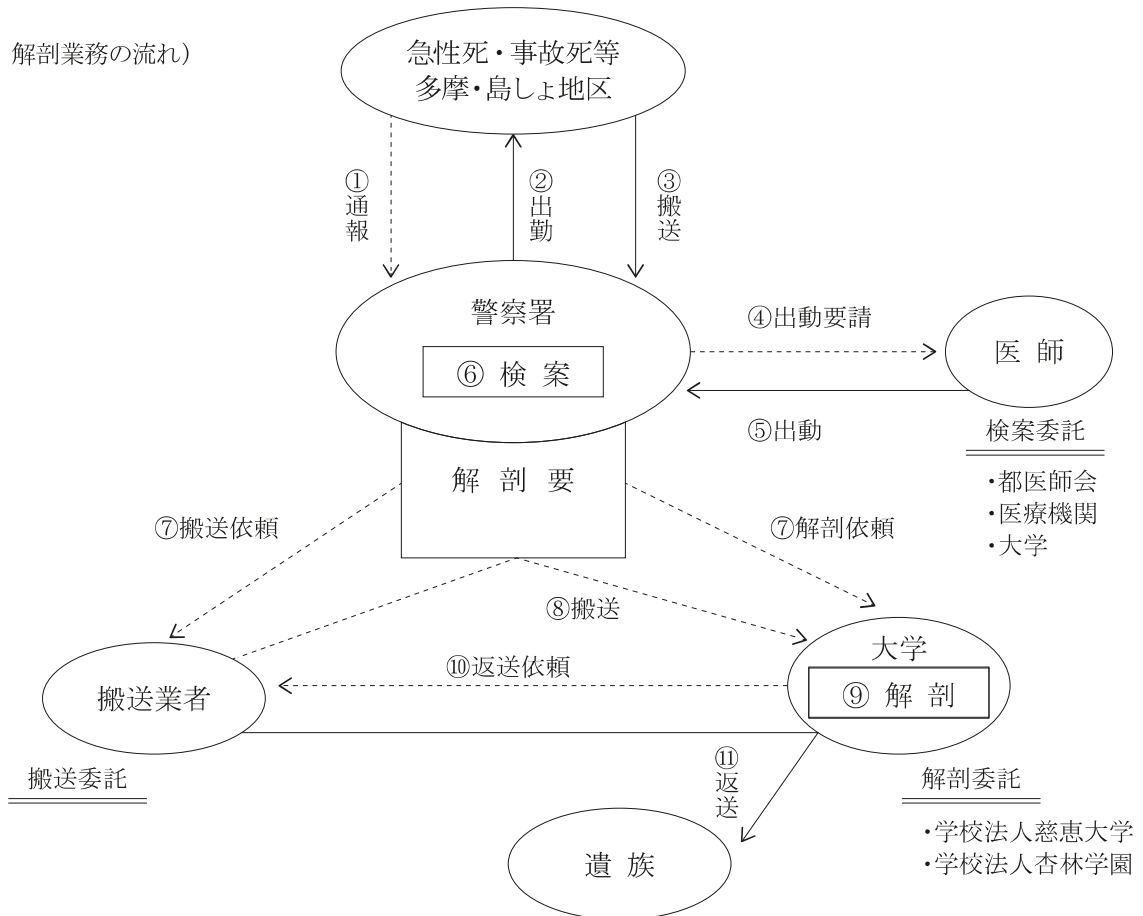 解剖業務の流れ）
急性死・事故死等
多摩・島しょ地区
①通報
②出勤
③搬送
警察署
⑥ 検 案
④出動要請
医 師
⑤出動
検案委託
・都医師会
・医療機関
・大学
解 剖 要
⑦搬送依頼
⑦解剖依頼
⑧搬送
大学
⑨ 解 剖
⑩返送依頼
搬送業者
搬送委託
⑪返送
解剖委託
・学校法人慈恵大学
・学校法人杏林学園
遺 族